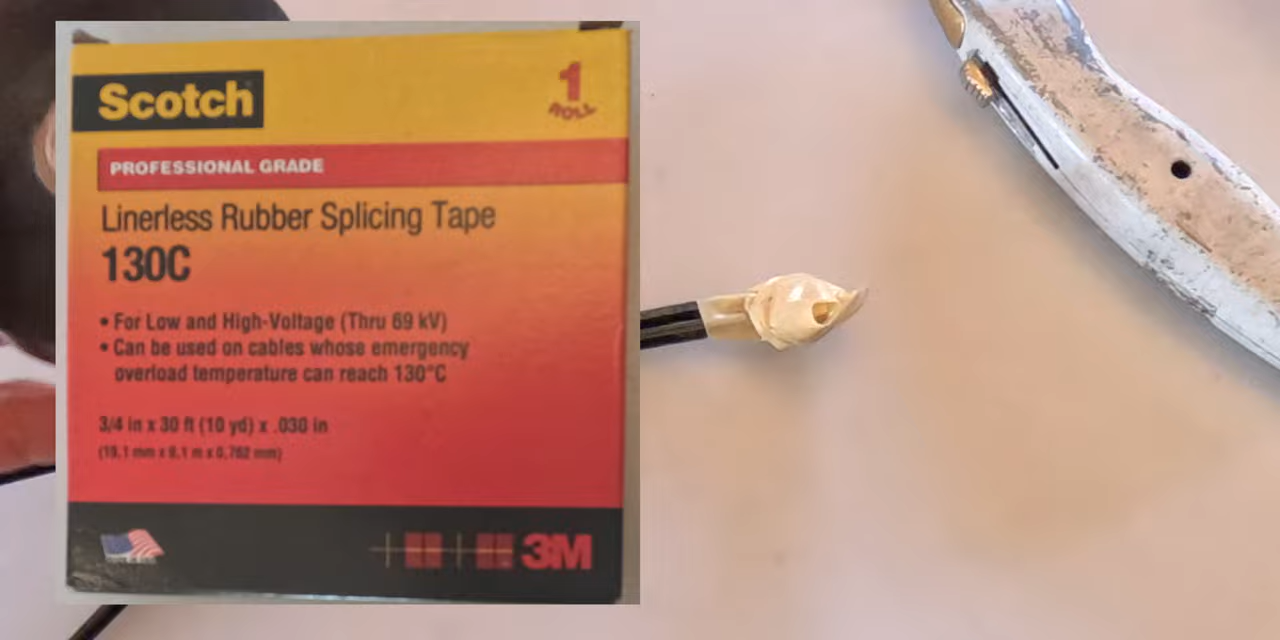 Scotch
1
ROLL
PROFESSIONAL GRADE
Linerless Rubber Splicing Tape
130C
• For Low and High-Voltage (Thru 69 kV)
• Can be used on cables whose emergency
overload temperature can reach 130°C
3/4 in x 30 ft (10 yd) x .030 in
(19,1 mm x 9,1 m x 0,762 mm)
3M